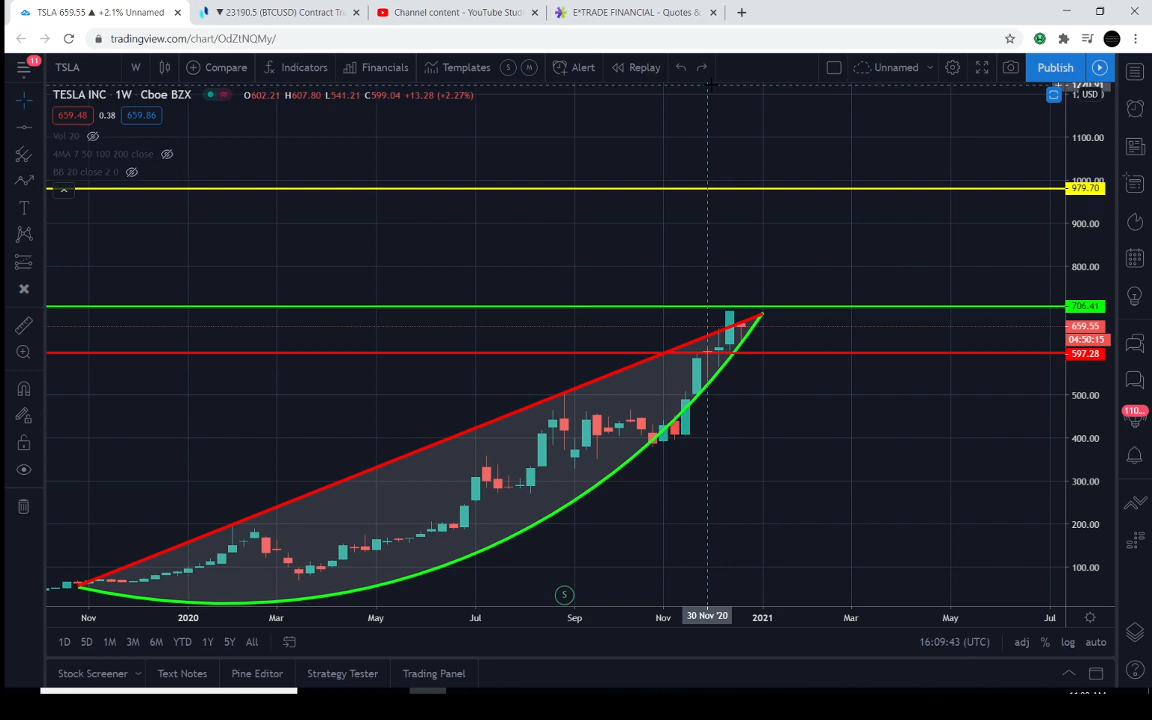 TSLA 659.55 ▲ +2.1% Unnamed
▼ 23190.5 (BTCUSD) Contract Tra
Channel content - YouTube Studi
E*TRADE FINANCIAL - Quotes &
tradingview.com/chart/OdZtNQMy/
11
TSLA
W
Compare
Indicators
Financials
Templates
S
M
Alert
Replay
Unnamed
Publish
TESLA INC · 1W · Cboe BZX
O602.21 H607.80 L541.21 C599.04 +13.28 (+2.27%)
659.48 0.38 659.86
Vol 20
4MA 7 50 100 200 close
BB 20 close 2 0
USD
1100.00
1000.00
979.70
900.00
800.00
706.41
659.55
04:50:15
597.28
500.00
400.00
300.00
200.00
100.00
110...
S
Nov 2020 Mar May Jul Sep Nov 30 Nov '20 2021 Mar May Jul
1D 5D 1M 3M 6M YTD 1Y 5Y All
16:09:43 (UTC) adj % log auto
Stock Screener Text Notes Pine Editor Strategy Tester Trading Panel